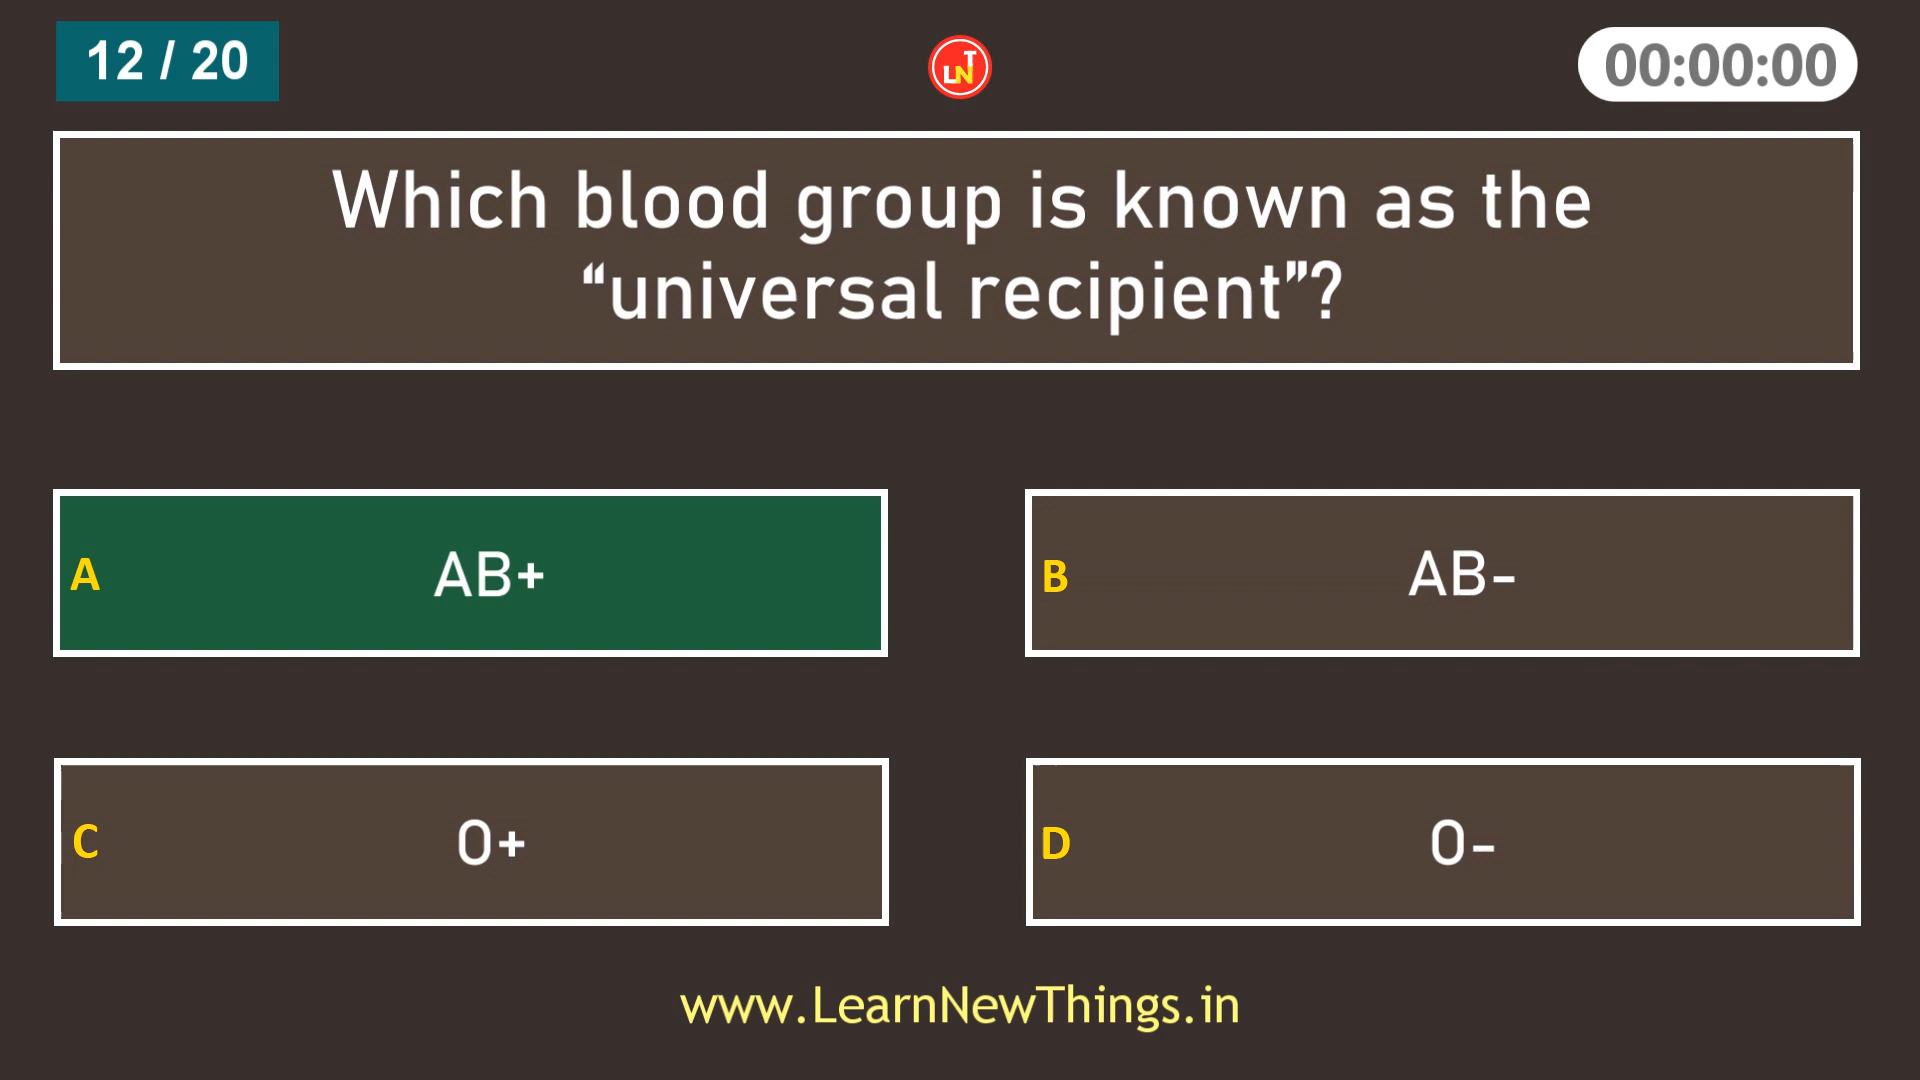 12 / 20
LNT
00:00:00
Which blood group is known as the
“universal recipient”?
A AB+
B AB-
C O+
D O-
www.LearnNewThings.in